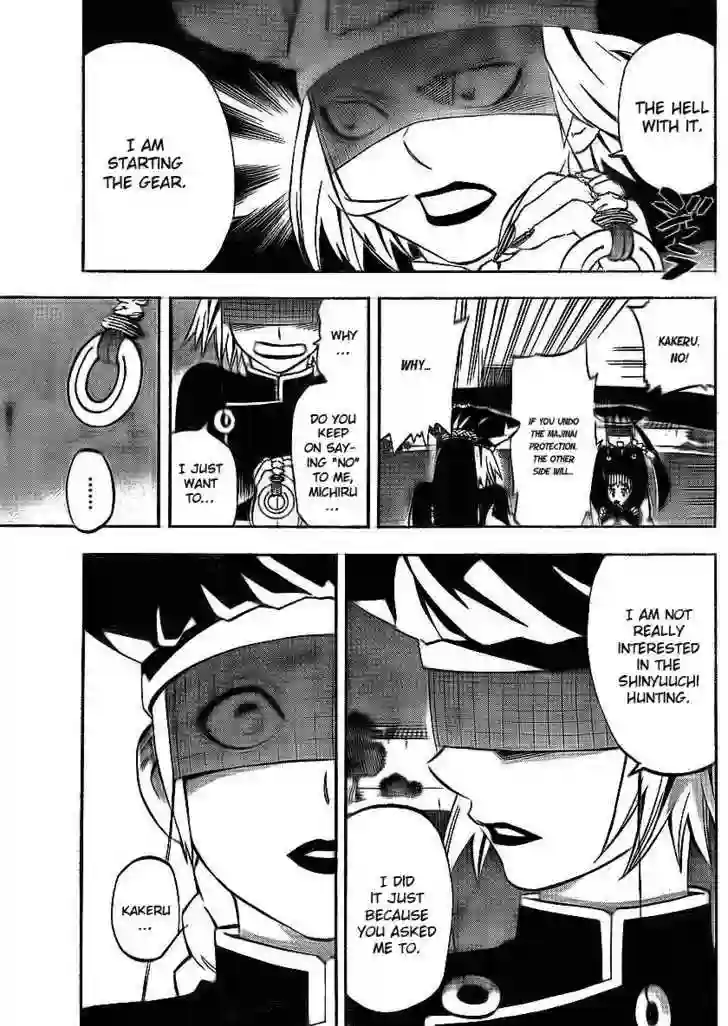 THE HELL
WITH IT.
I AM
STARTING
THE GEAR.
KAKERU,
NO!
IF YOU UNDO
THE MAJINAI
PROTECTION,
THE OTHER
SIDE WILL...
WHY...
WHY
...
DO YOU
KEEP
ON SAY-
ING "NO"
TO ME,
MICHIRU
...
I JUST
WANT
TO...
......
I AM NOT
REALLY
INTERESTED
IN THE
SHINYUUCHI
HUNTING.
I DID
IT JUST
BECAUSE
YOU ASKED
ME TO.
KAKERU
...